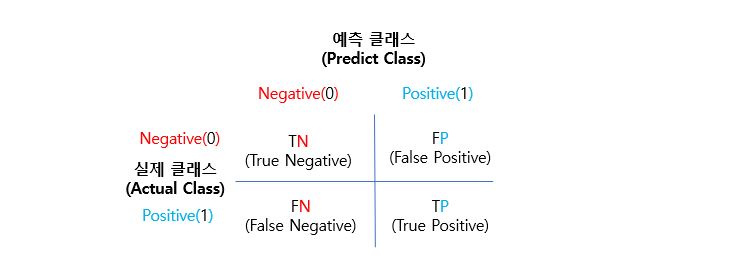 예측 클래스
(Predict Class)
Negative(0) Positive(1)
Negative(0)
TN FP
(True Negative) (False Positive)
실제 클래스
(Actual Class)
Positive(1)
FN TP
(False Negative) (True Positive)